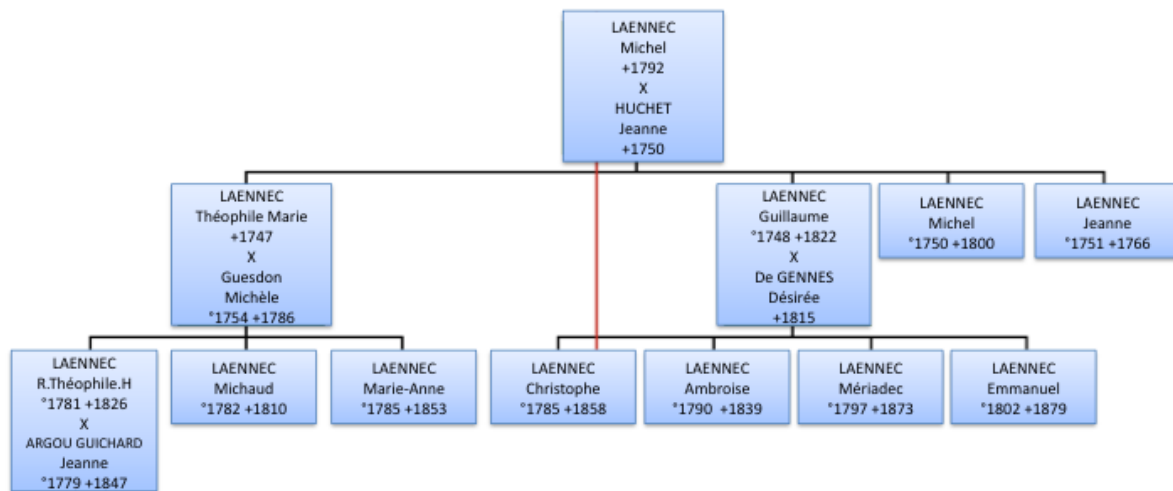 LAENNEC
Michel
+1792
X
HUCHET
Jeanne
+1750
LAENNEC
Théophile Marie
+1747
X
Guesdon
Michèle
°1754 +1786
LAENNEC
Guillaume
°1748 +1822
X
De GENNES
Désirée
+1815
LAENNEC
Michel
°1750 +1800
LAENNEC
Jeanne
°1751 +1766
LAENNEC
R.Théophile.H
°1781 +1826
X
ARGOU GUICHARD
Jeanne
°1779 +1847
LAENNEC
Michaud
°1782 +1810
LAENNEC
Marie-Anne
°1785 +1853
LAENNEC
Christophe
°1785 +1858
LAENNEC
Ambroise
°1790 +1839
LAENNEC
Mériadec
°1797 +1873
LAENNEC
Emmanuel
°1802 +1879